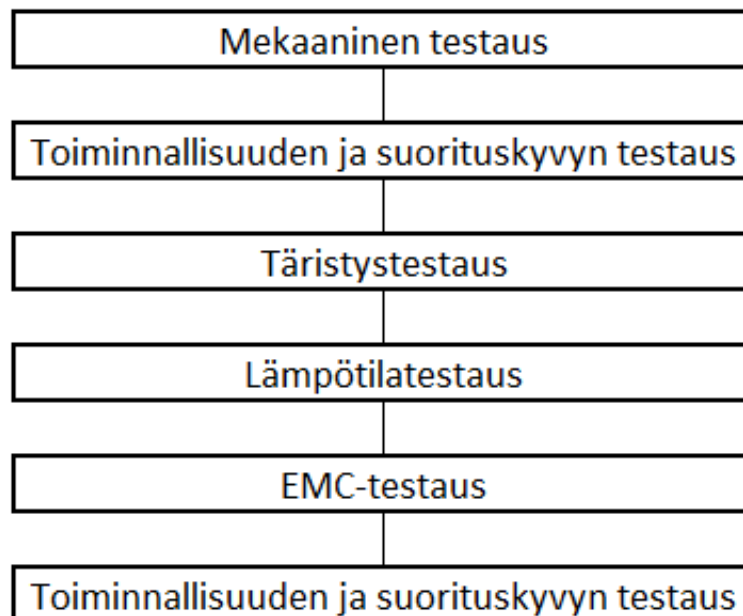 Mekaaninen testaus
Toiminnallisuuden ja suorituskyvyn testaus
Täristystestaus
Lämpötilatestaus
EMC-testaus
Toiminnallisuuden ja suorituskyvyn testaus